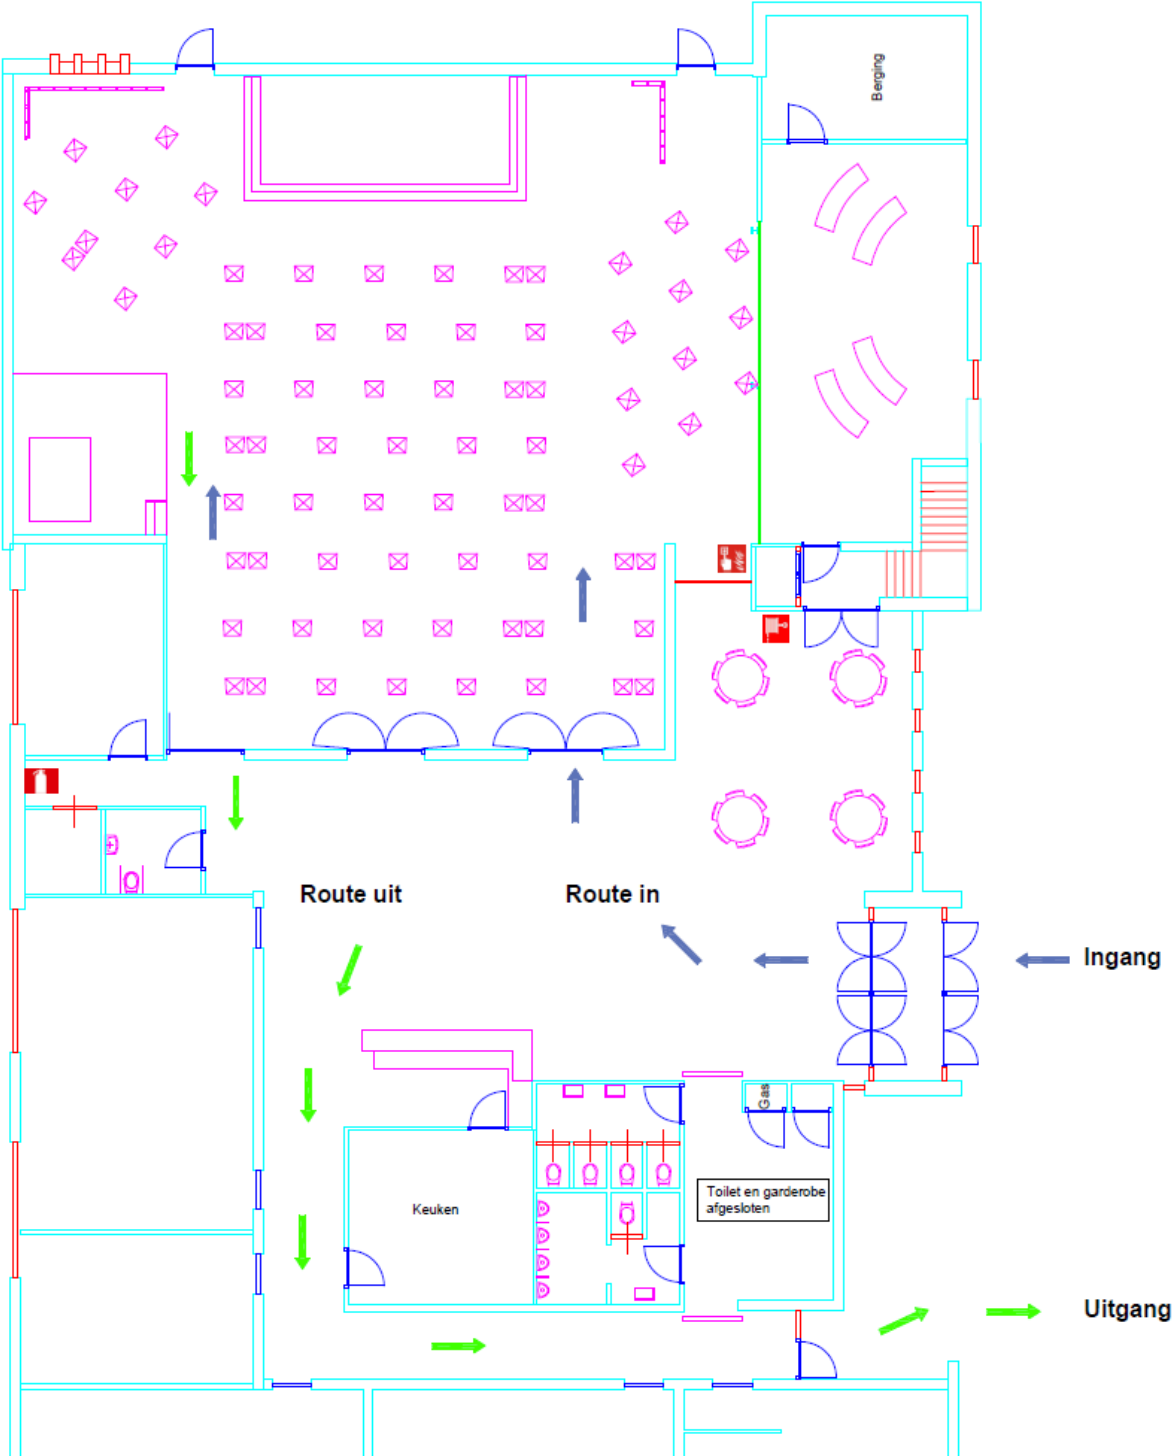 Berging
Route uit
Route in
Ingang
Gas
Toilet en garderobe
afgesloten
Keuken
Uitgang